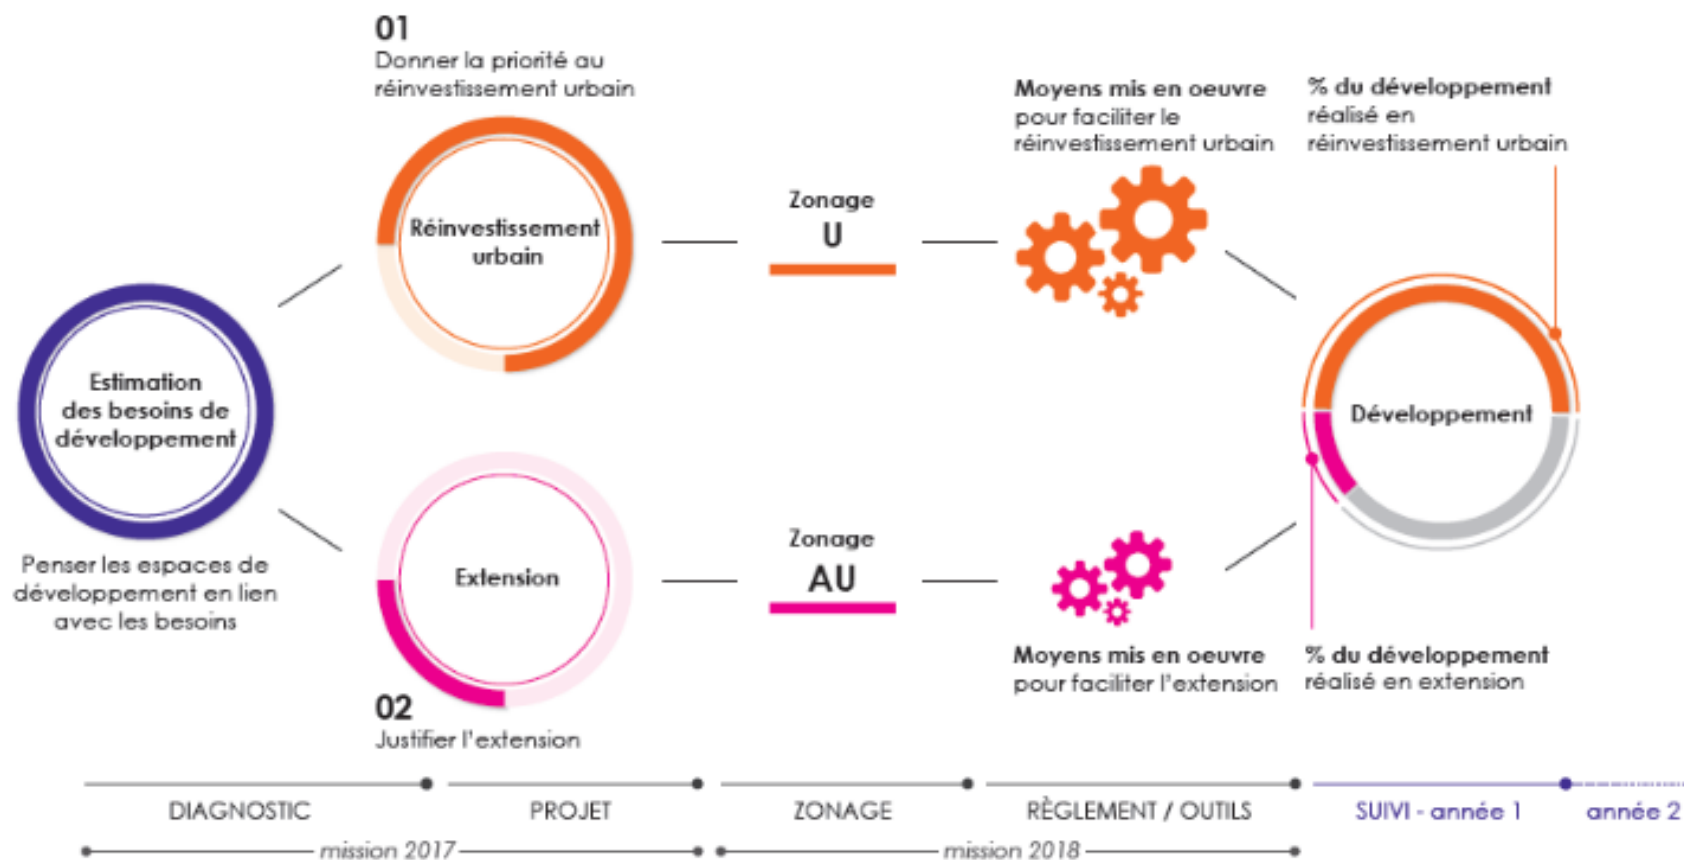 01
Donner la priorité au
réinvestissement urbain
Réinvestissement
urbain
Estimation
des besoins de
développement
Penser les espaces de
développement en lien
avec les besoins
Extension
02
Justifier l'extension
Zonage
U
Zonage
AU
Moyens mis en oeuvre
pour faciliter le
réinvestissement urbain
% du développement
réalisé en
réinvestissement urbain
Développement
Moyens mis en oeuvre
pour faciliter l'extension
% du développement
réalisé en extension
DIAGNOSTIC
PROJET
ZONAGE
RÈGLEMENT / OUTILS
SUIVI - année 1
année 2
mission 2017
mission 2018